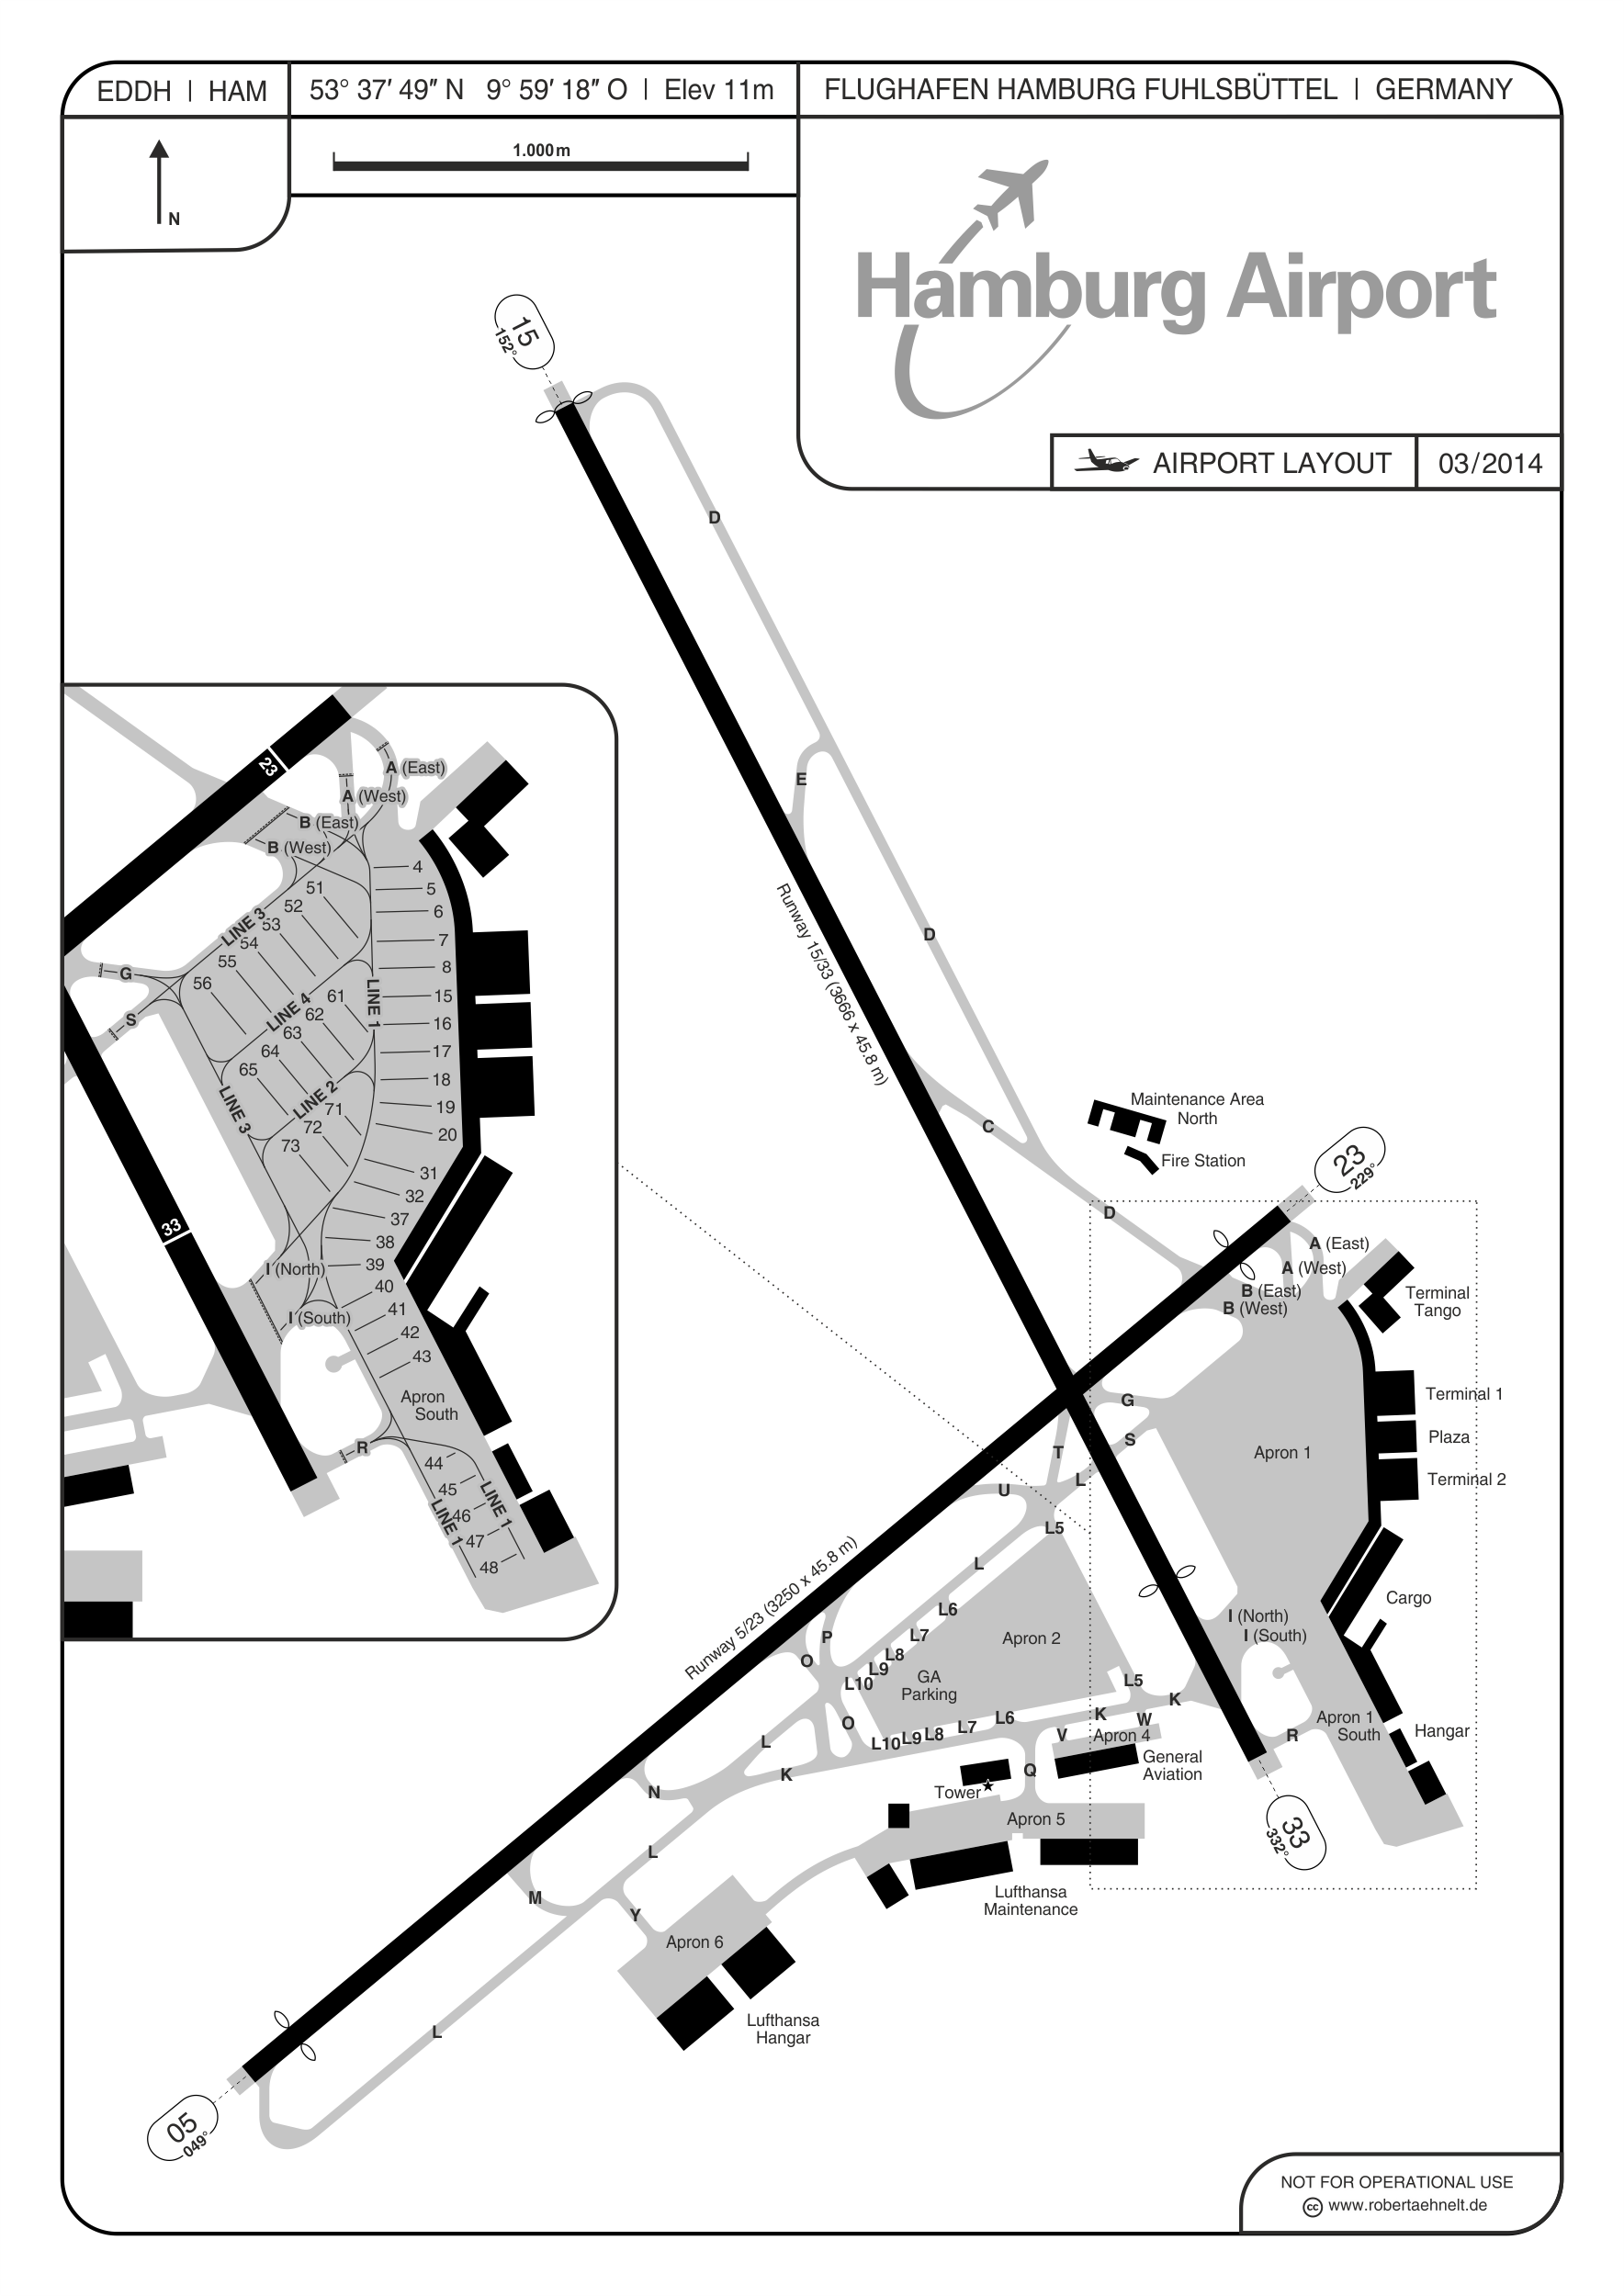 EDDH | HAM
53° 37′ 49″ N 9° 59′ 18″ O | Elev 11m
FLUGHAFEN HAMBURG FUHLSBÜTTEL | GERMANY
N
1.000 m
Hamburg Airport
AIRPORT LAYOUT
03/2014
15
152°
D
E
Runway 15/33 (3666 x 45.8 m)
D
C
Maintenance Area
North
Fire Station
23
229°
D
A (East)
A (West)
B (East)
B (West)
Terminal
Tango
Terminal 1
Plaza
Terminal 2
G
S
T
L
U
L5
Apron 1
Runway 5/23 (3250 x 45.8 m)
L
L6
L7
L8
L9
L10
P
O
Apron 2
GA
Parking
Cargo
I (North)
I (South)
L5
K
K
W
V
Apron 4
O
L10
L9
L8
L7
L6
Apron 1
South
R
Hangar
General
Aviation
L
K
N
Q
Tower
Apron 5
33
332°
L
M
Y
Lufthansa
Maintenance
Apron 6
Lufthansa
Hangar
L
05
049°
23
A (East)
A (West)
B (East)
B (West)
4
5
6
7
8
15
16
17
18
19
20
31
32
37
38
39
40
41
42
43
51
52
53
54
55
56
LINE 3
LINE 4
LINE 1
61
62
63
64
65
LINE 2
LINE 3
71
72
73
G
S
33
I (North)
I (South)
Apron
South
R
44
45
46
47
48
LINE 1
LINE 1
NOT FOR OPERATIONAL USE
cc www.robertaehnelt.de